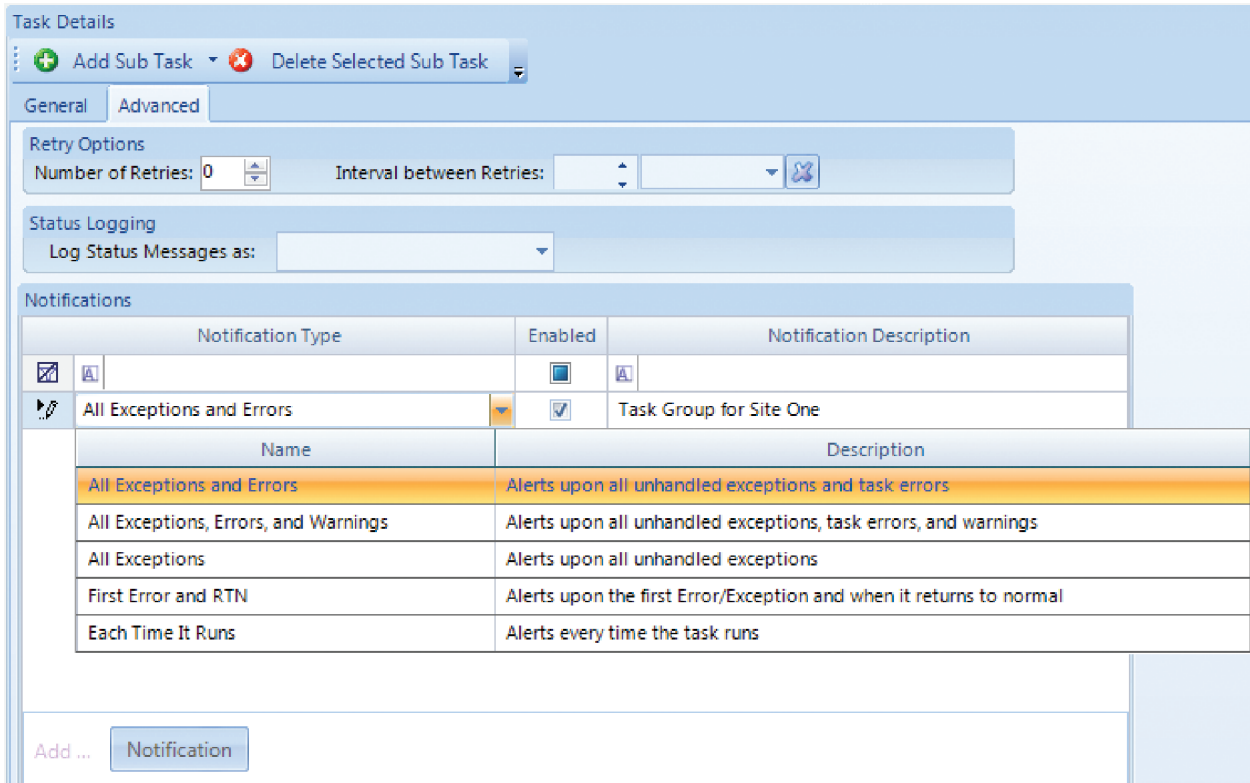 Task Details
Add Sub Task Delete Selected Sub Task
General Advanced
Retry Options
Number of Retries: 0 Interval between Retries:
Status Logging
Log Status Messages as:
Notifications
Notification Type Enabled Notification Description
A A
All Exceptions and Errors Task Group for Site One
Name Description
All Exceptions and Errors Alerts upon all unhandled exceptions and task errors
All Exceptions, Errors, and Warnings Alerts upon all unhandled exceptions, task errors, and warnings
All Exceptions Alerts upon all unhandled exceptions
First Error and RTN Alerts upon the first Error/Exception and when it returns to normal
Each Time It Runs Alerts every time the task runs
Add ... Notification